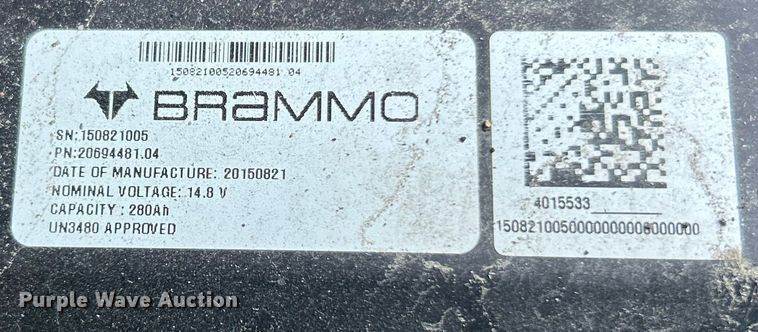 15082100520694481 04
BRAMMO
SN:150821005
PN:20694481.04
DATE OF MANUFACTURE: 20150821
NOMINAL VOLTAGE: 14.8 V
CAPACITY : 280Ah
UN3480 APPROVED
4015533
150821005000000000000000000
Purple Wave Auction